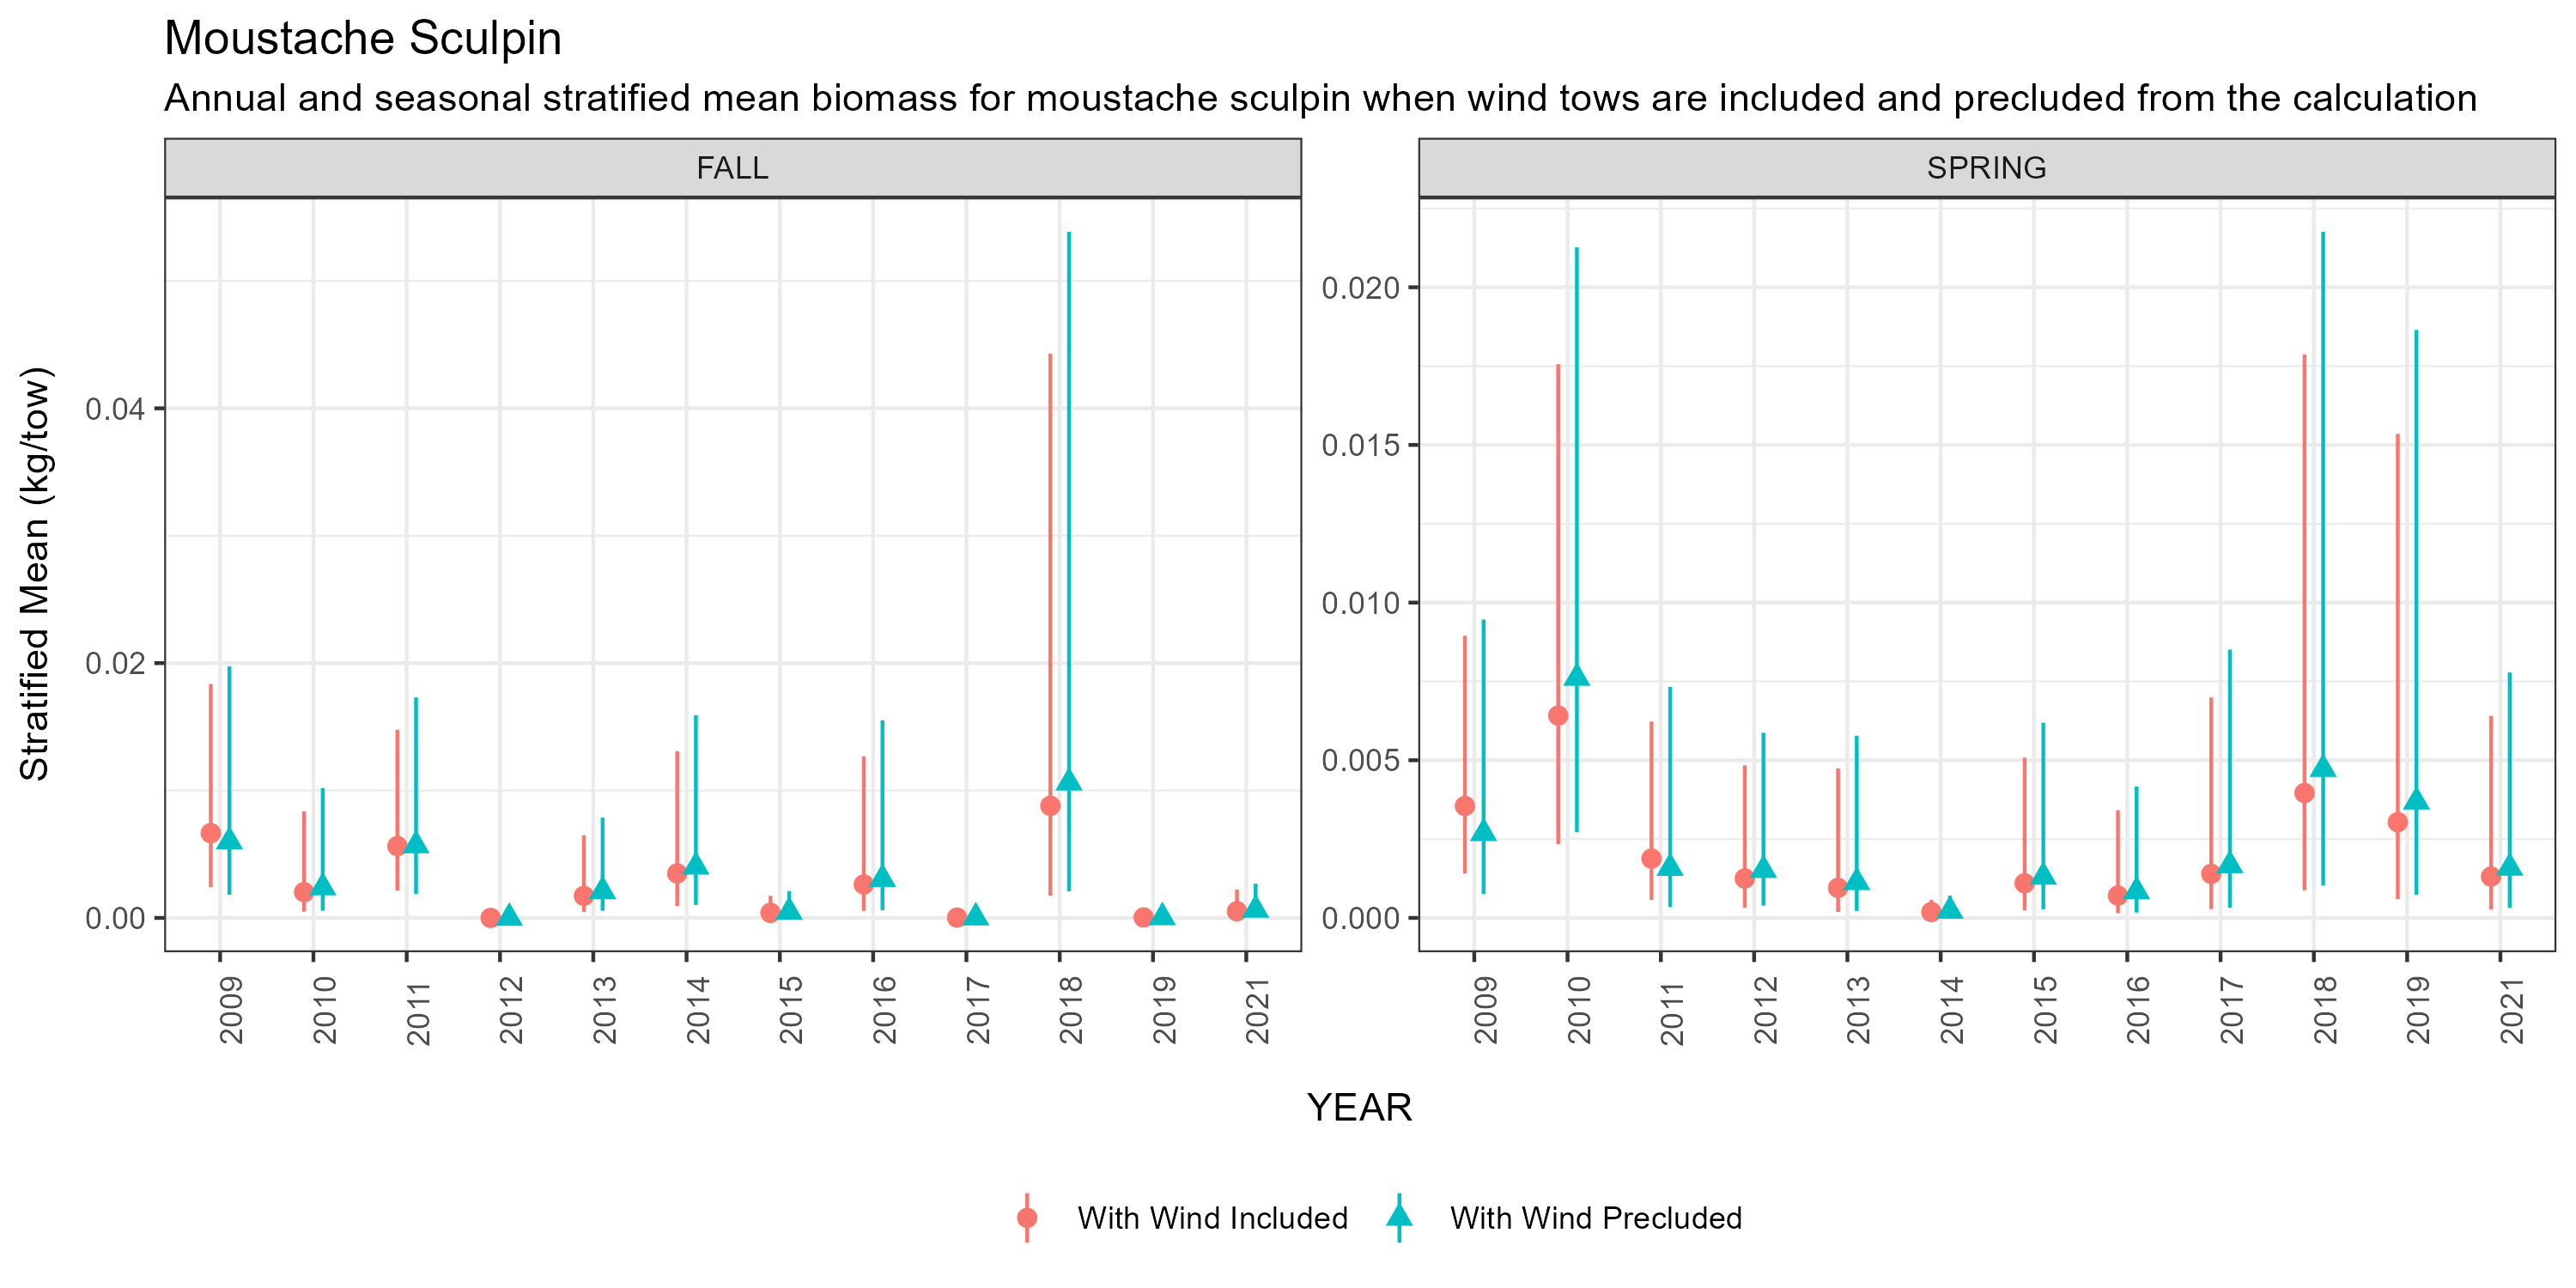 Moustache Sculpin
Annual and seasonal stratified mean biomass for moustache sculpin when wind tows are included and precluded from the calculation
FALL
SPRING
Stratified Mean (kg/tow)
0.04
0.02
0.00
0.020
0.015
0.010
0.005
0.000
2009 2010 2011 2012 2013 2014 2015 2016 2017 2018 2019 2021
2009 2010 2011 2012 2013 2014 2015 2016 2017 2018 2019 2021
YEAR
With Wind Included With Wind Precluded